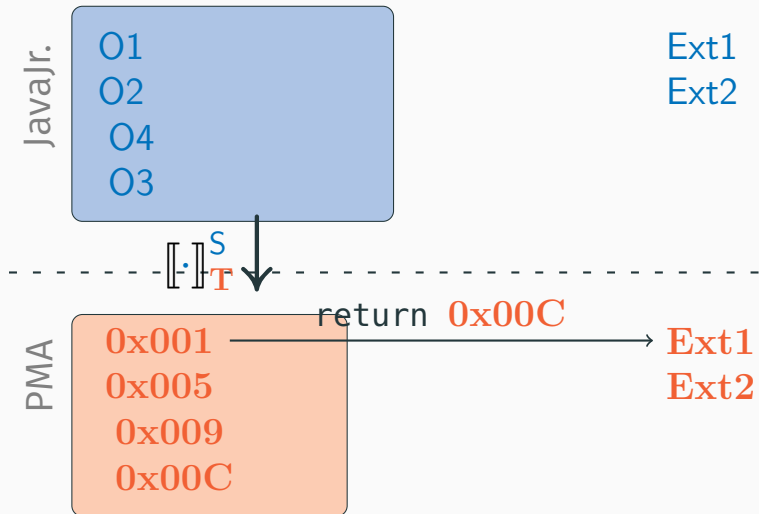 JavaJr.
O1
O2
O4
O3
Ext1
Ext2
⟦·⟧ S T
PMA
return 0x00C
0x001
0x005
0x009
0x00C
Ext1
Ext2